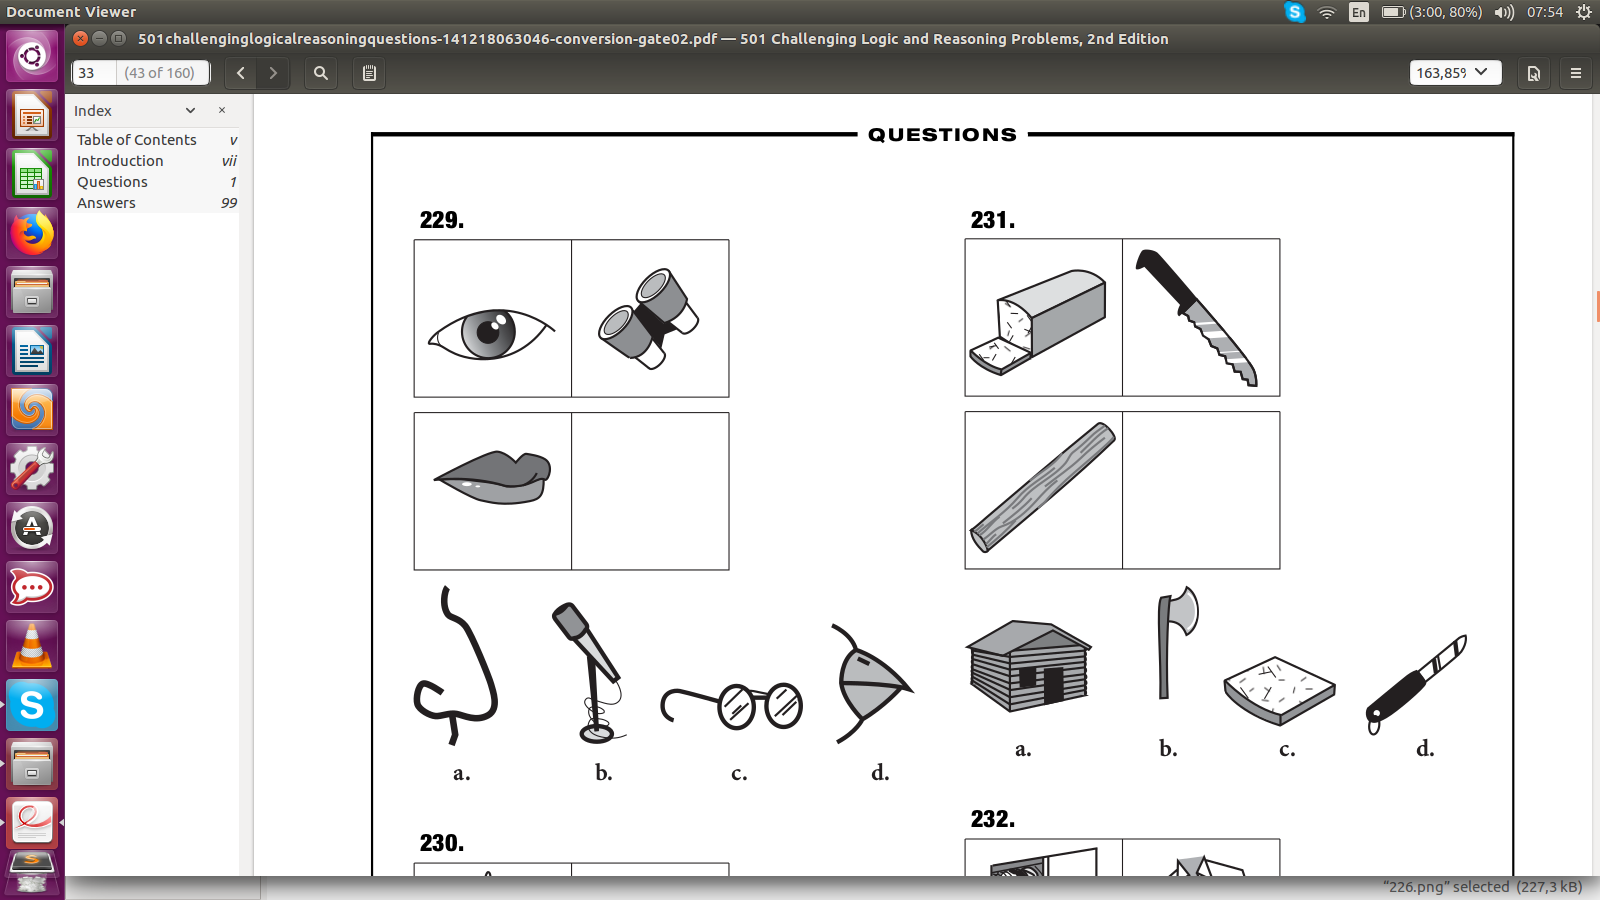 Document Viewer
En
(3:00, 80%)
07:54
501challenginglogicalreasoningquestions-141218063046-conversion-gate02.pdf — 501 Challenging Logic and Reasoning Problems, 2nd Edition
33
(43 of 160)
163,85%
Index
Table of Contents v
Introduction vii
Questions 1
Answers 99
QUESTIONS
229.
a.
b.
c.
d.
230.
231.
a.
b.
c.
d.
232.
"226.png" selected (227,3 kB)